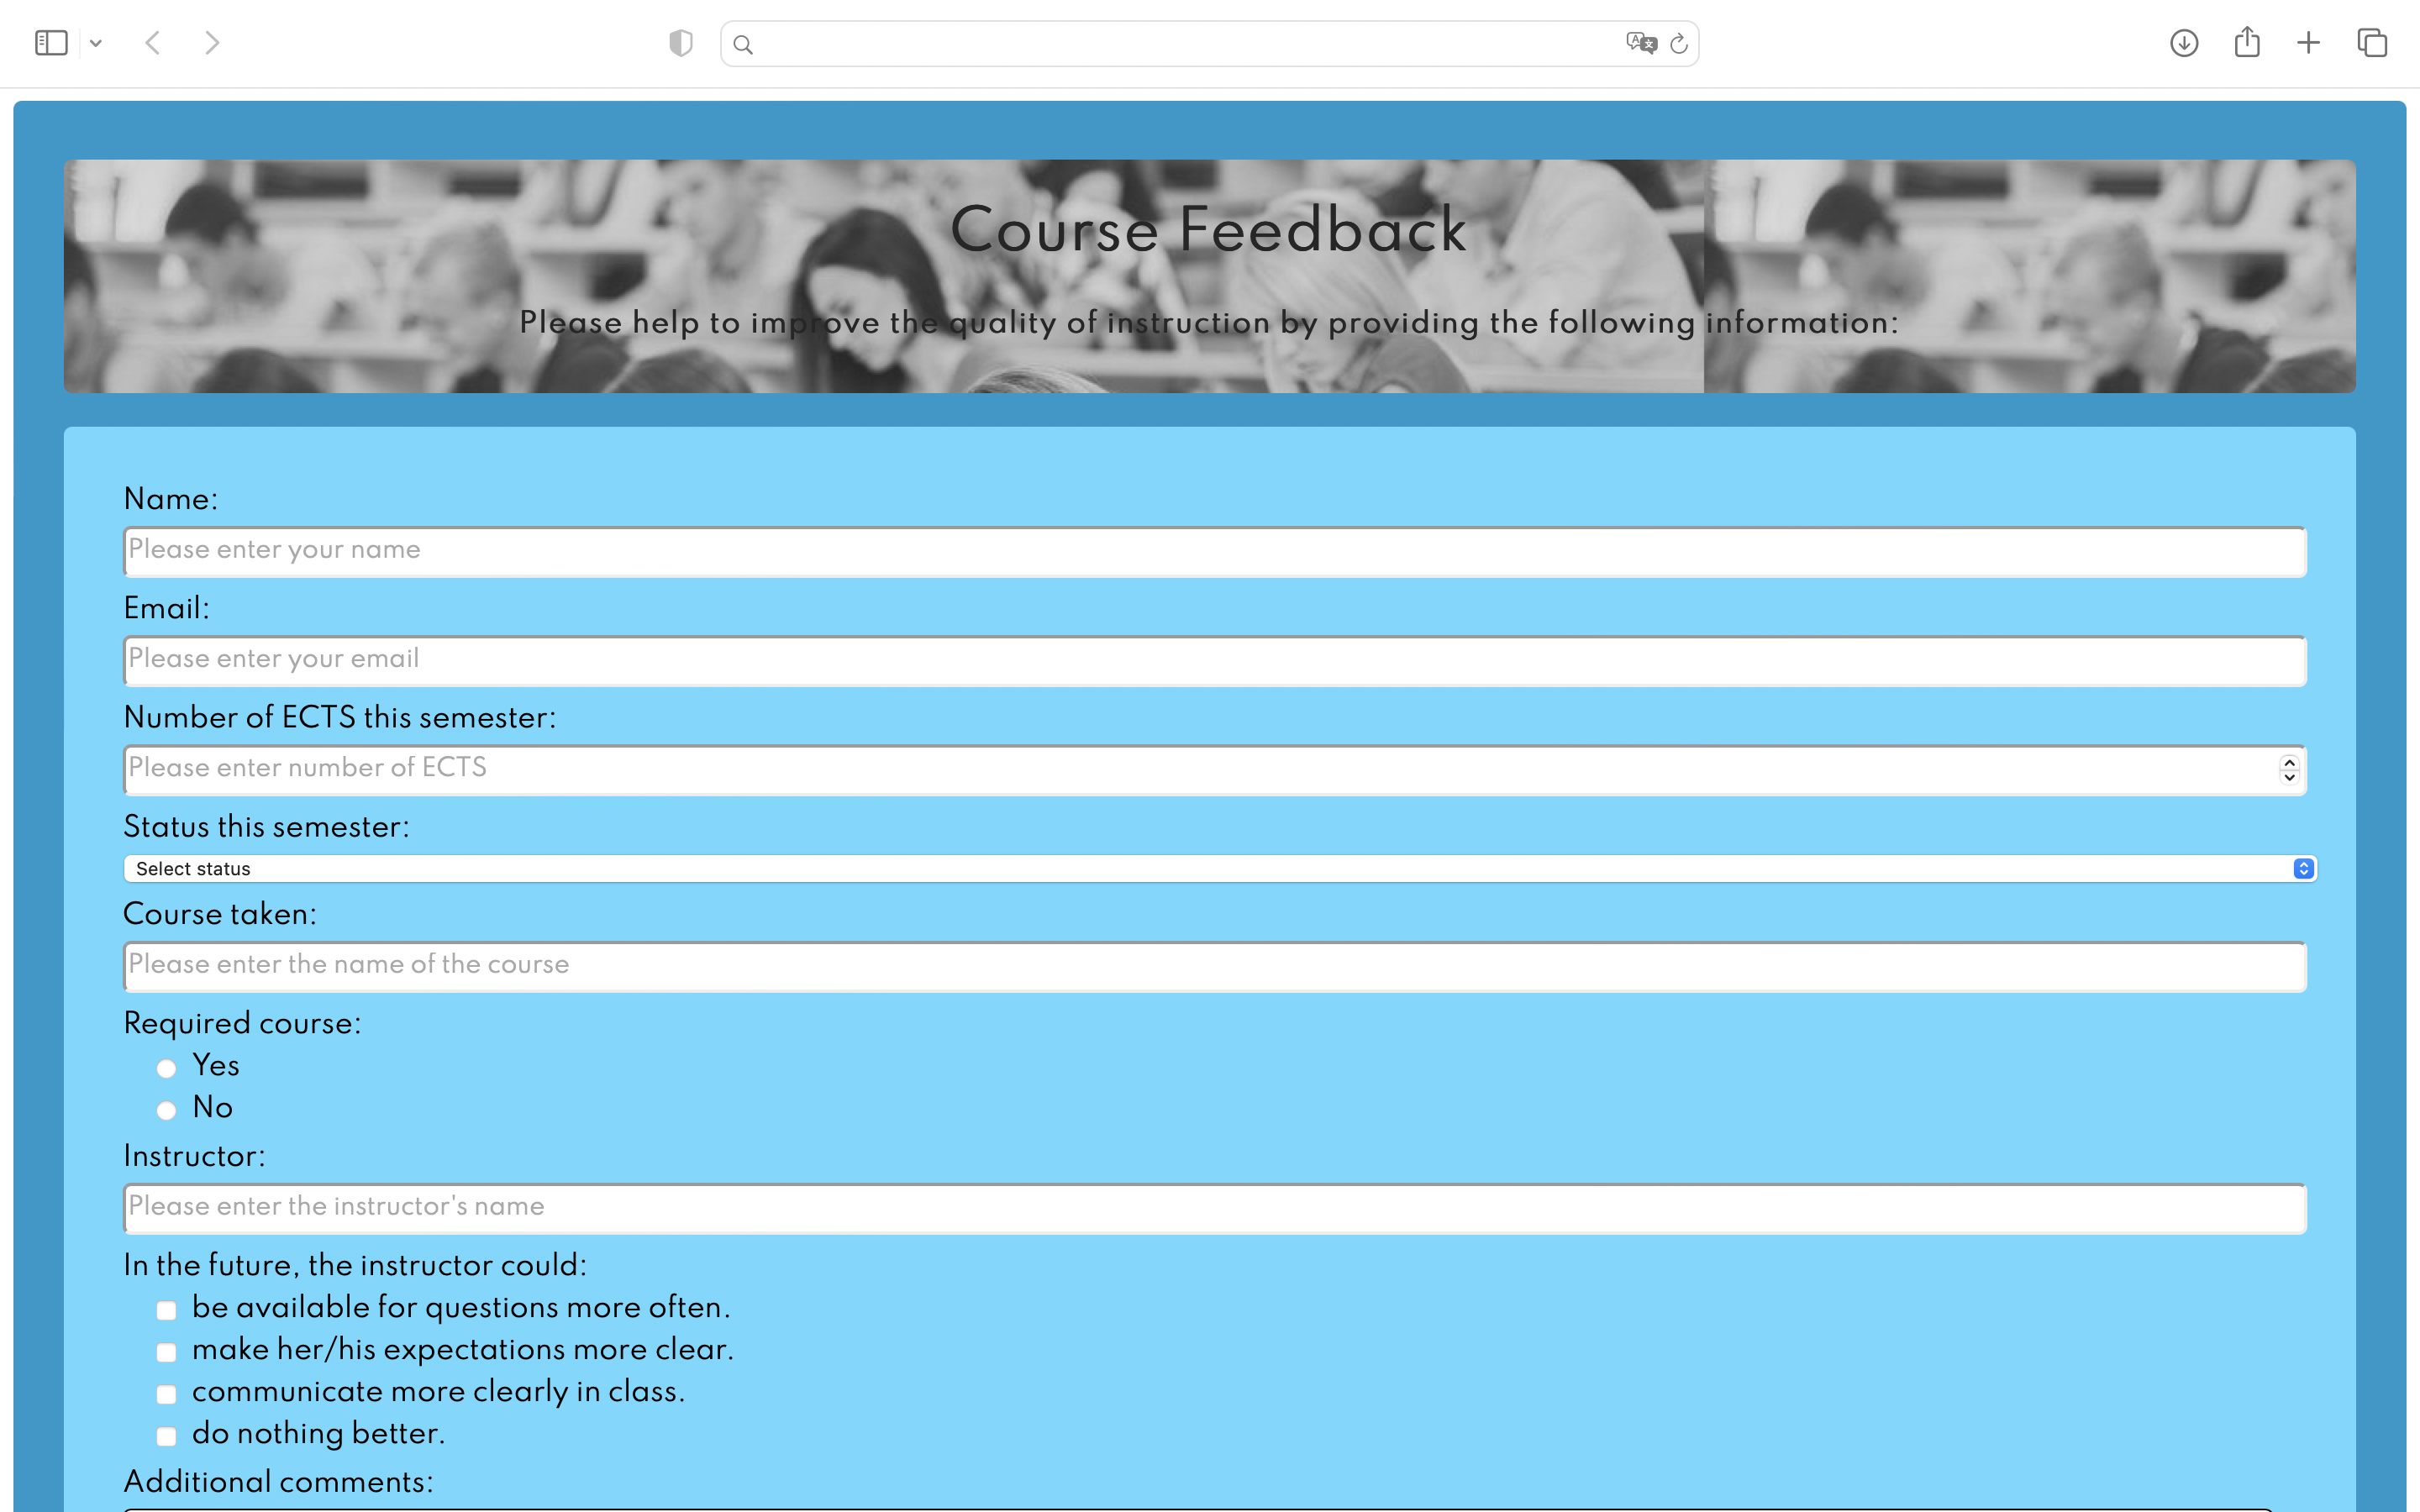 Course Feedback
Please help to improve the quality of instruction by providing the following information:
Name:
Please enter your name
Email:
Please enter your email
Number of ECTS this semester:
Please enter number of ECTS
Status this semester:
Select status
Course taken:
Please enter the name of the course
Required course:
Yes
No
Instructor:
Please enter the instructor's name
In the future, the instructor could:
be available for questions more often.
make her/his expectations more clear.
communicate more clearly in class.
do nothing better.
Additional comments: